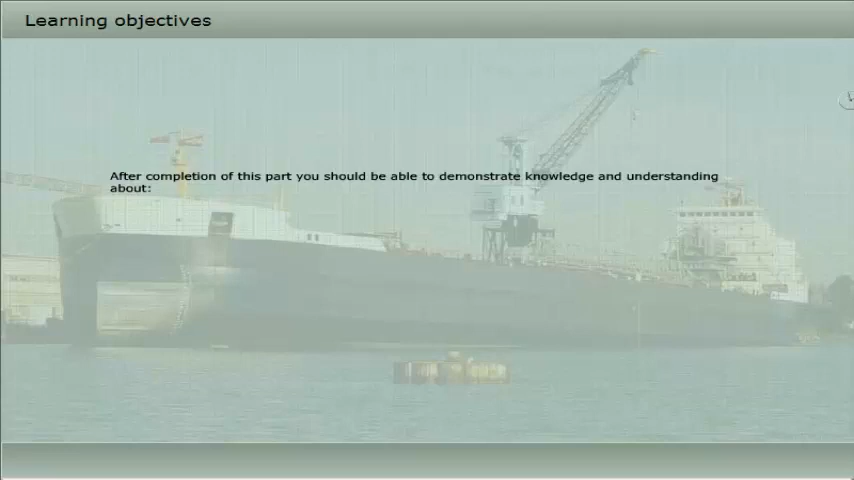 Learning objectives
After completion of this part you should be able to demonstrate knowledge and understanding
about: